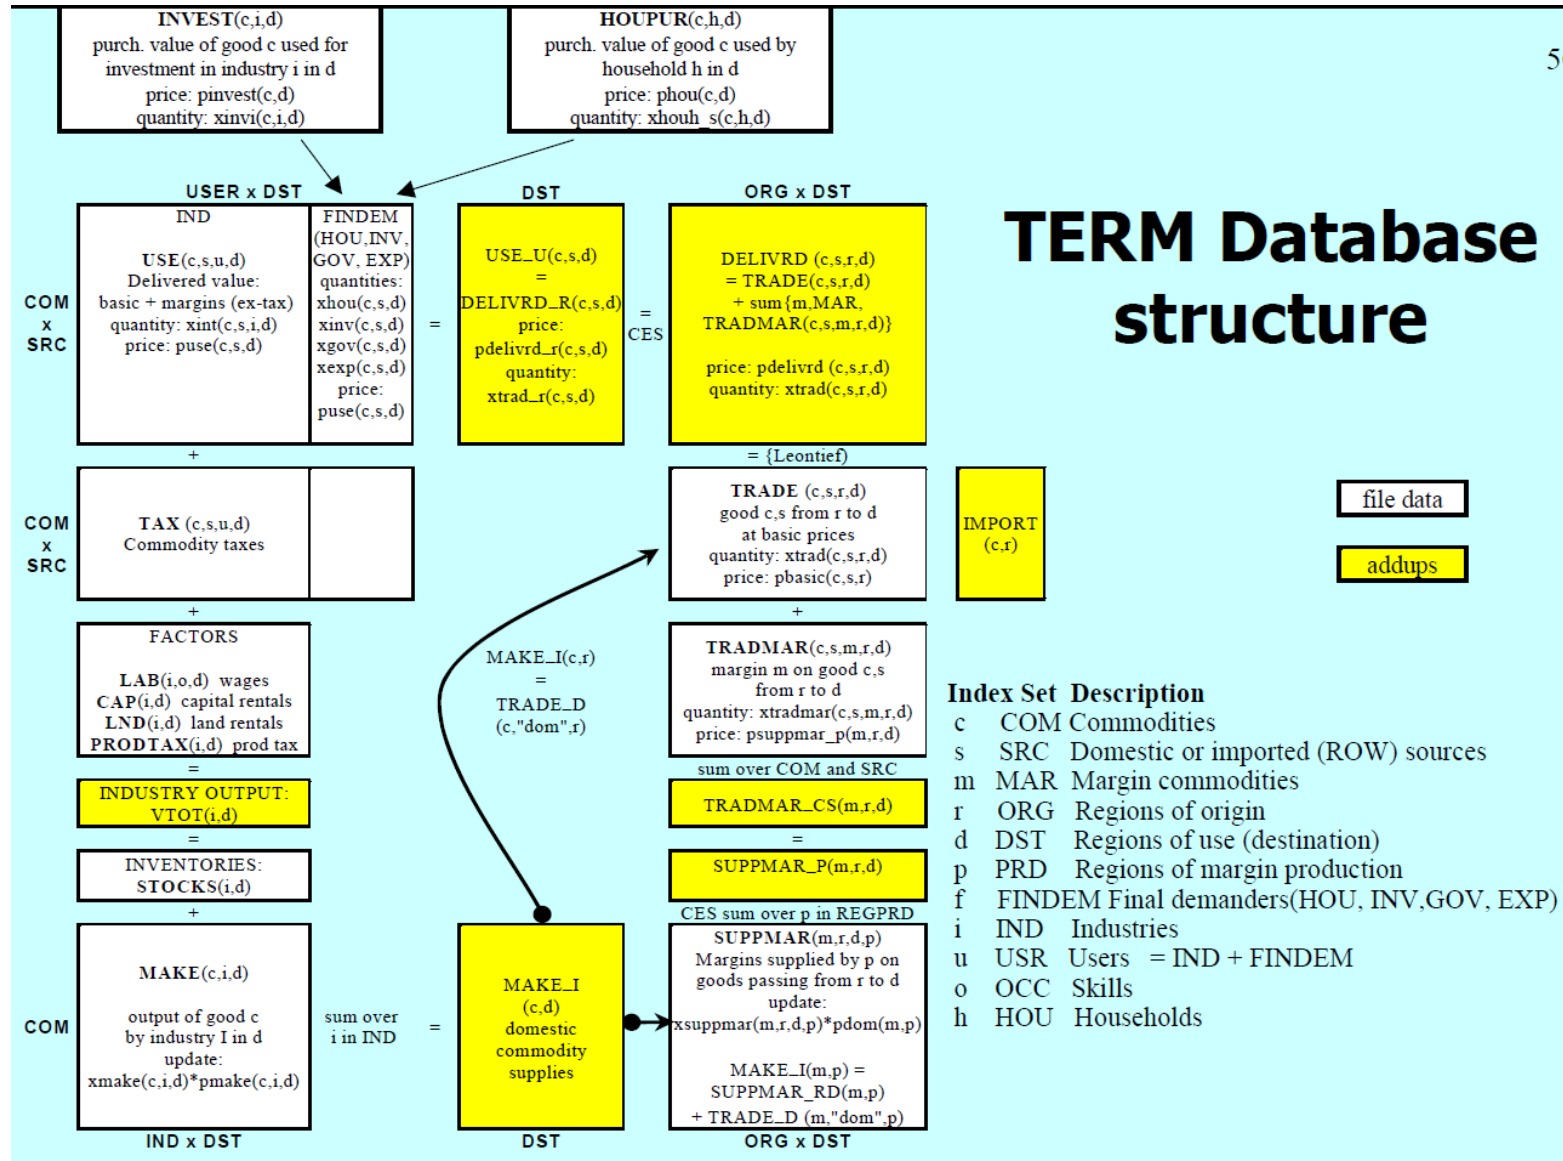 INVEST(c,i,d)
purch. value of good c used for
investment in industry i in d
price: pinvest(c,d)
quantity: xinvi(c,i,d)
HOUPUR(c,h,d)
purch. value of good c used by
household h in d
price: phou(c,d)
quantity: xhouh_s(c,h,d)
USER x DST
DST
ORG x DST
COM
x
SRC
IND
USE(c,s,u,d)
Delivered value:
basic + margins (ex-tax)
quantity: xint(c,s,i,d)
price: puse(c,s,d)
FINDEM
(HOU,INV,
GOV, EXP)
quantities:
xhou(c,s,d)
xinv(c,s,d)
xgov(c,s,d)
xexp(c,s,d)
price:
puse(c,s,d)
=
USE_U(c,s,d)
=
DELIVRD_R(c,s,d)
price:
pdelivrd_r(c,s,d)
quantity:
xtrad_r(c,s,d)
=
CES
DELIVRD (c,s,r,d)
= TRADE(c,s,r,d)
+ sum{m,MAR,
TRADMAR(c,s,m,r,d)}
price: pdelivrd (c,s,r,d)
quantity: xtrad(c,s,r,d)
TERM Database
structure
+
= {Leontief)
COM
x
SRC
TAX (c,s,u,d)
Commodity taxes
TRADE (c,s,r,d)
good c,s from r to d
at basic prices
quantity: xtrad(c,s,r,d)
price: pbasic(c,s,r)
IMPORT
(c,r)
file data
addups
+
+
FACTORS
LAB(i,o,d) wages
CAP(i,d) capital rentals
LND(i,d) land rentals
PRODTAX(i,d) prod tax
MAKE_I(c,r)
=
TRADE_D
(c,"dom",r)
TRADMAR(c,s,m,r,d)
margin m on good c,s
from r to d
quantity: xtradmar(c,s,m,r,d)
price: psuppmar_p(m,r,d)
=
sum over COM and SRC
INDUSTRY OUTPUT:
VTOT(i,d)
TRADMAR_CS(m,r,d)
=
=
INVENTORIES:
STOCKS(i,d)
SUPPMAR_P(m,r,d)
+
CES sum over p in REGPRD
COM
MAKE(c,i,d)
output of good c
by industry I in d
update:
xmake(c,i,d)*pmake(c,i,d)
sum over
i in IND
=
MAKE_I
(c,d)
domestic
commodity
supplies
SUPPMAR(m,r,d,p)
Margins supplied by p on
goods passing from r to d
update:
xsuppmar(m,r,d,p)*pdom(m,p)
MAKE_I(m,p) =
SUPPMAR_RD(m,p)
+ TRADE_D (m,"dom",p)
IND x DST
DST
ORG x DST
Index Set Description
c COM Commodities
s SRC Domestic or imported (ROW) sources
m MAR Margin commodities
r ORG Regions of origin
d DST Regions of use (destination)
p PRD Regions of margin production
f FINDEM Final demanders(HOU, INV,GOV, EXP)
i IND Industries
u USR Users = IND + FINDEM
o OCC Skills
h HOU Households